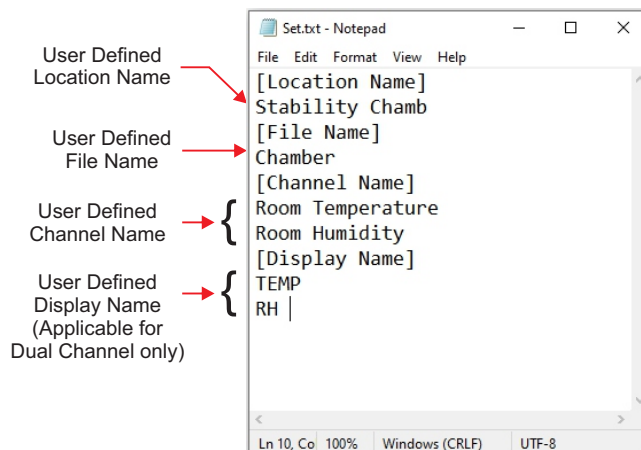 Set.txt - Notepad
File Edit Format View Help
User Defined
Location Name
[Location Name]
Stability Chamb
[File Name]
User Defined
File Name
Chamber
[Channel Name]
User Defined
Channel Name
{
Room Temperature
Room Humidity
[Display Name]
User Defined
Display Name
(Applicable for
Dual Channel only)
{
TEMP
RH
Ln 10, Co 100% Windows (CRLF) UTF-8